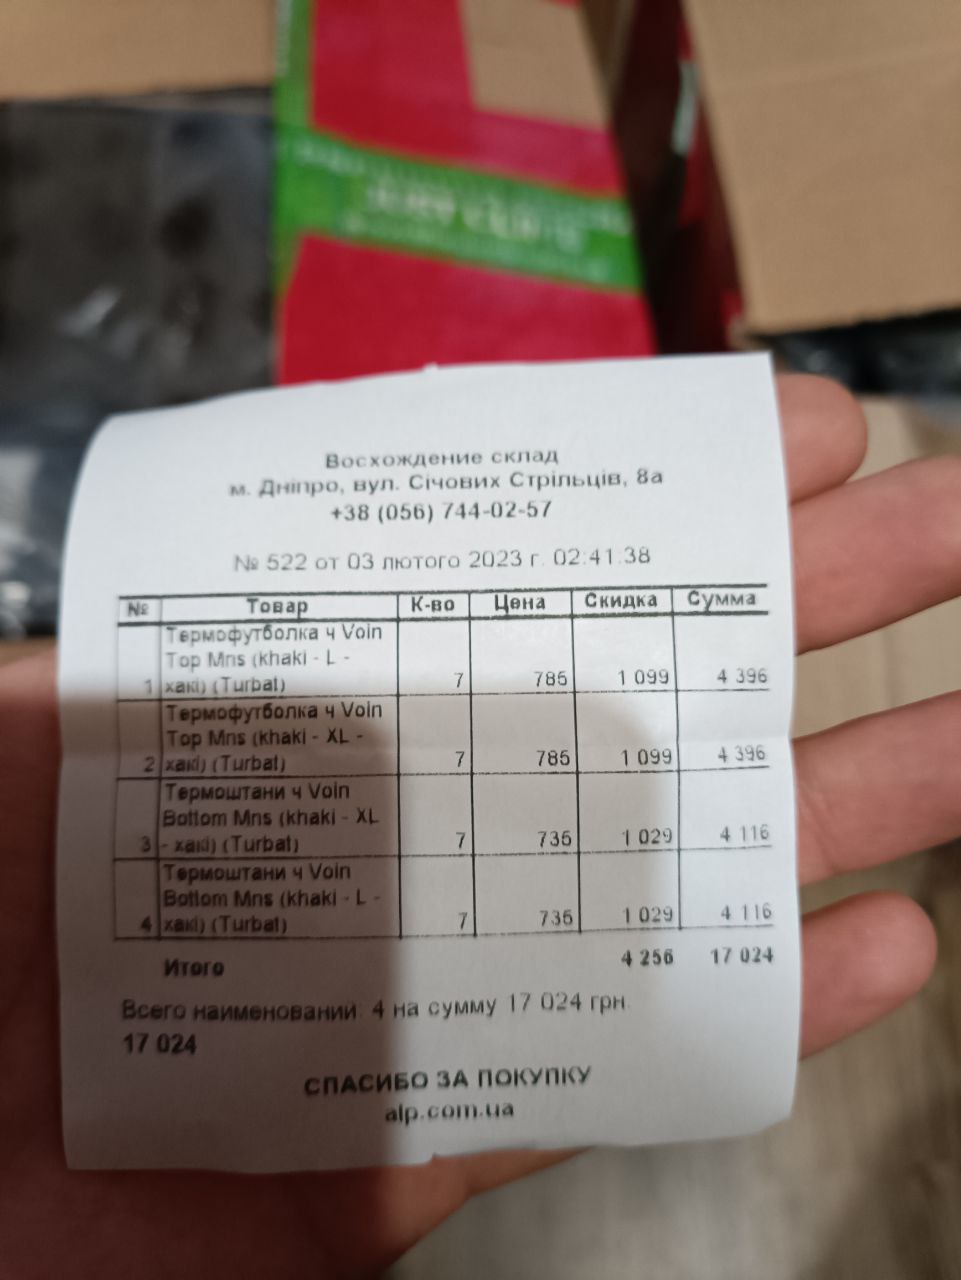 Восхождение склад
м. Дніпро, вул. Січових Стрільців, 8а
+38 (056) 744-02-57
№ 522 от 03 лютого 2023 г. 02:41:38
№ Товар К-во Цена Скидка Сумма
Термофутболка ч Voin
Top Mns (khaki - L -
1 хакі) (Turbat) 7 785 1 099 4 396
Термофутболка ч Voin
Top Mns (khaki - XL -
2 хакі) (Turbat) 7 785 1 099 4 396
Термоштани ч Voin
Bottom Mns (khaki - XL
3 - хакі) (Turbat) 7 735 1 029 4 116
Термоштани ч Voin
Bottom Mns (khaki - L -
4 хакі) (Turbat) 7 735 1 029 4 116
Итого 4 256 17 024
Всего наименований: 4 на сумму 17 024 грн.
17 024
СПАСИБО ЗА ПОКУПКУ
alp.com.ua